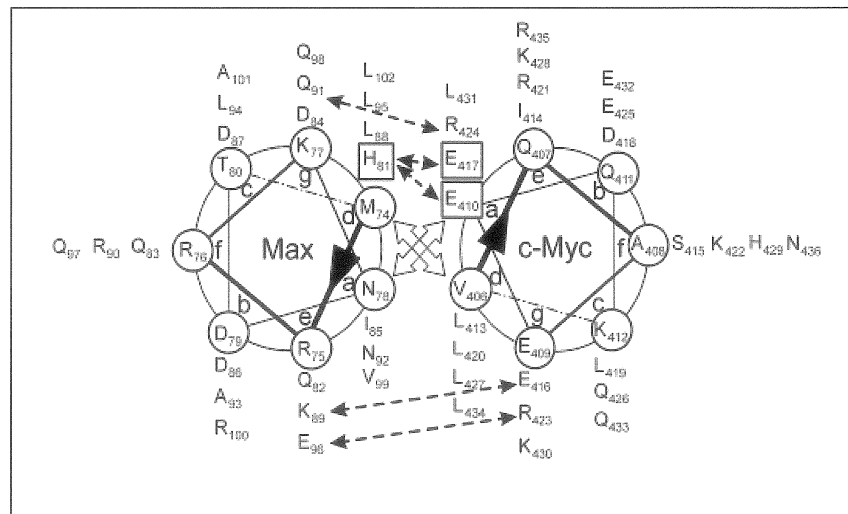 A101 Q98 L102 R435
L94 Q91 L95 L431 K428 E432
D87 D84 L88 R424 R421 E425
T80 K77 H81 E417 I414 D418
Q407 Q411
c g d M74 E410 a e b
Q97 R90 Q83 R76 f Max c-Myc f A408 S415 K422 H429 N436
b e a N78 V406 d g c
D79 R75 I85 L413 E409 K412
D86 Q82 N92 L420 E416 L419
A93 K89 V99 L427 R423 Q426
R100 E96 L434 K430 Q433